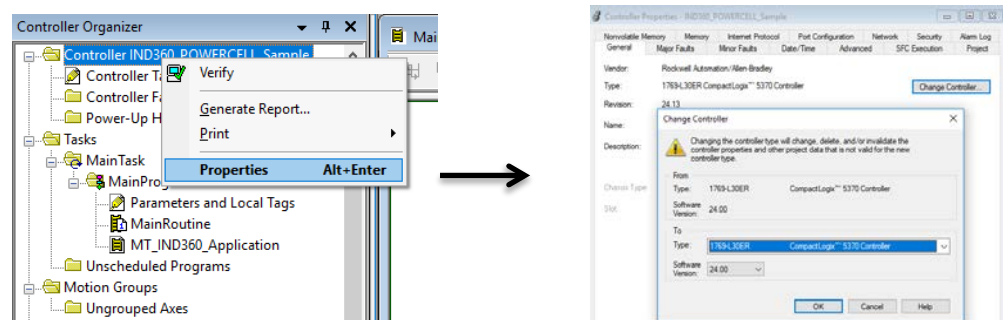 Controller Organizer
Controller IND360_POWERCELL_Sample
Controller Ta
Controller Fa
Power-Up H
Tasks
MainTask
MainProg
Parameters and Local Tags
MainRoutine
MT_IND360_Application
Unscheduled Programs
Motion Groups
Ungrouped Axes
Verify
Generate Report...
Print
Properties Alt+Enter
Mai
Controller Properties - IND360_POWERCELL_Sample
Nonvolatile Memory Memory Internet Protocol Port Configuration Network Security Alarm Log
General Major Faults Minor Faults Date/Time Advanced SFC Execution Project
Vendor: Rockwell Automation/Allen-Bradley
Type: 1769-L30ER CompactLogix™ 5370 Controller Change Controller...
Revision: 24.13
Name:
Description:
Chassis Type
Slot:
Change Controller
Changing the controller type will change, delete, and/or invalidate the
controller properties and other project data that is not valid for the new
controller type.
From
Type: 1769-L30ER CompactLogix™ 5370 Controller
Software
Version: 24.00
To
Type: 1769-L30ER CompactLogix™ 5370 Controller
Software
Version: 24.00
OK Cancel Help